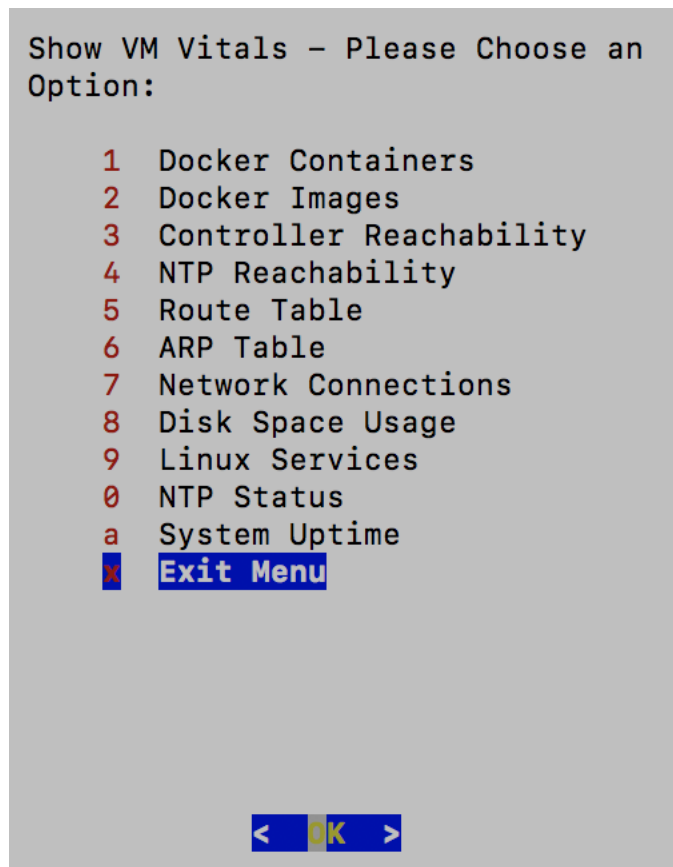 Show VM Vitals – Please Choose an
Option:
1 Docker Containers
2 Docker Images
3 Controller Reachability
4 NTP Reachability
5 Route Table
6 ARP Table
7 Network Connections
8 Disk Space Usage
9 Linux Services
0 NTP Status
a System Uptime
x Exit Menu
< OK >